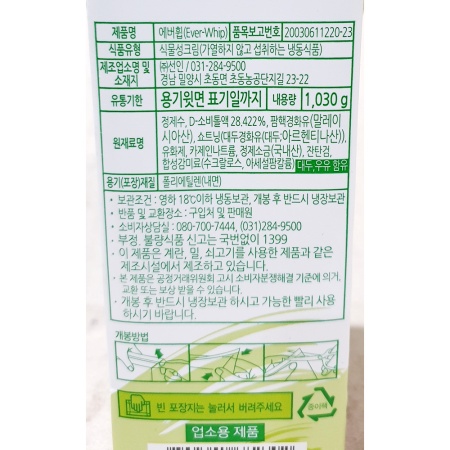 제품명 에버휩(Ever-Whip) 품목보고번호 20030611220-23
식품유형 식물성크림(가열하지 않고 섭취하는 냉동식품)
제조업소명 및 소재지 ㈜선인 / 031-284-9500
경남 밀양시 초동면 초동농공단지길 23-22
유통기한 용기윗면 표기일까지 내용량 1,030 g
원재료명 정제수, D-소비톨액 28.422%, 팜핵경화유(말레이
시아산), 쇼트닝(대두경화유(대두;아르헨티나산)),
유화제, 카제인나트륨, 정제소금(국내산), 잔탄검,
합성감미료(수크랄로스, 아세설팜칼륨) 대두,우유 함유
용기(포장)재질 폴리에틸렌(내면)
· 보관조건 : 영하 18℃이하 냉동보관, 개봉 후 반드시 냉장보관
· 반품 및 교환장소 : 구입처 및 판매원
· 소비자상담실 : 080-700-7444, (031)284-9500
· 부정. 불량식품 신고는 국번없이 1399
· 이 제품은 계란, 밀, 쇠고기를 사용한 제품과 같은
제조시설에서 제조하고 있습니다.
· 본 제품은 공정거래위원회 고시 소비자분쟁해결 기준에 의거,
교환 또는 보상 받을 수 있습니다.
· 개봉 후 반드시 냉장보관 하시고 가능한 빨리 사용
하시기 바랍니다.
개봉방법
빈 포장지는 눌러서 버려주세요
종이팩
업소용 제품